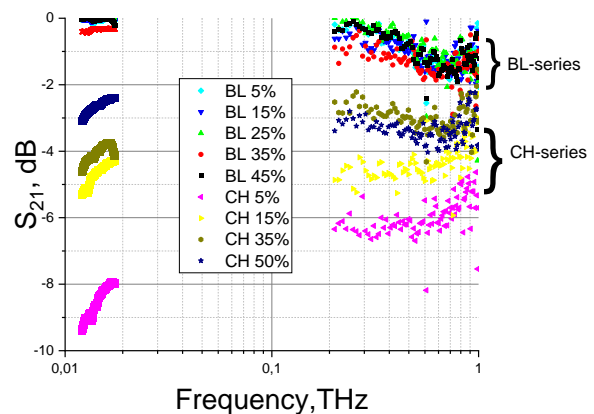 0
-2
-4
-6
-8
-10
S21, dB
0,01
0,1
1
Frequency,THz
BL 5%
BL 15%
BL 25%
BL 35%
BL 45%
CH 5%
CH 15%
CH 35%
CH 50%
BL-series
CH-series